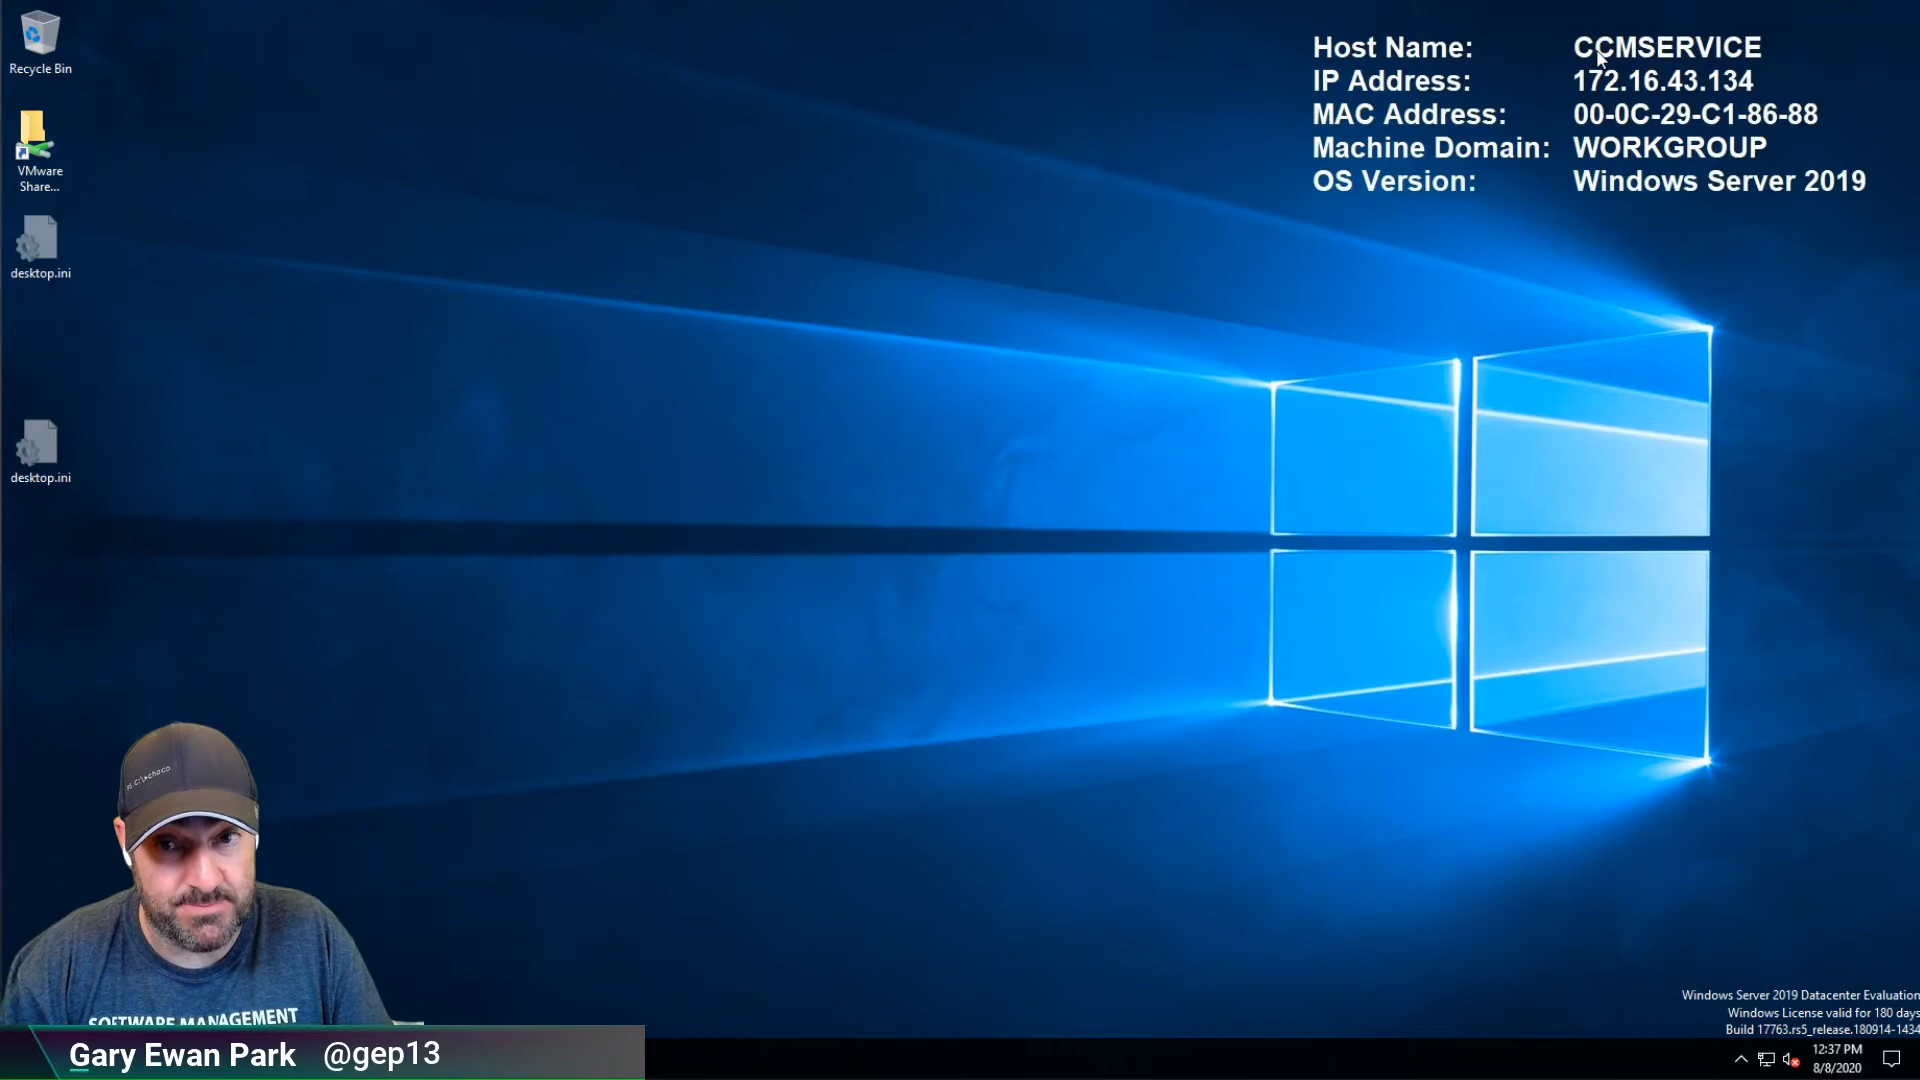 Recycle Bin
VMware
Share...
desktop.ini
desktop.ini
Host Name: CCMSERVICE
IP Address: 172.16.43.134
MAC Address: 00-0C-29-C1-86-88
Machine Domain: WORKGROUP
OS Version: Windows Server 2019
SOFTWARE MANAGEMENT
Gary Ewan Park @gep13
Windows Server 2019 Datacenter Evaluation
Windows License valid for 180 days
Build 17763.rs5_release.180914-1434
12:37 PM
8/8/2020